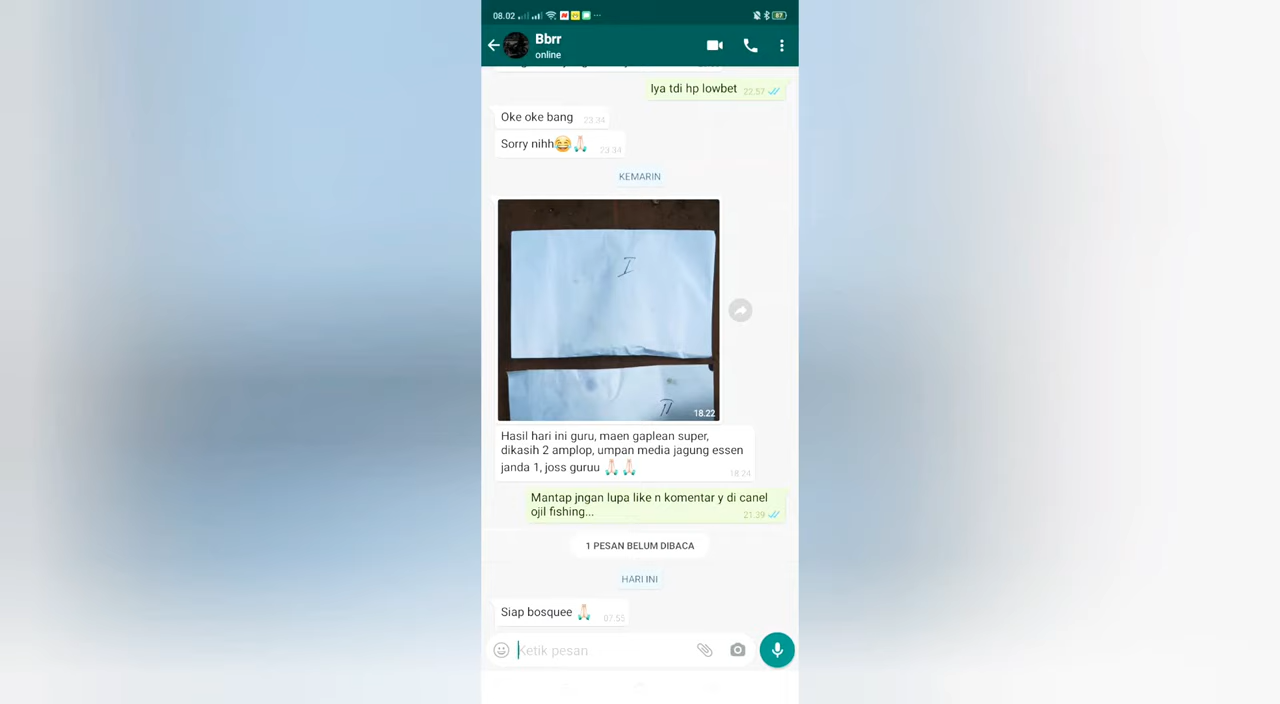 08.02
67
Bbrr
online
Iya tdi hp lowbet 22.57
Oke oke bang 23.34
Sorry nihh😂🙏🏻 23.34
KEMARIN
I
II
18.22
Hasil hari ini guru, maen gaplean super,
dikasih 2 amplop, umpan media jagung essen
janda 1, joss guruu 🙏🏻 🙏🏻 18.24
Mantap jngan lupa like n komentar y di canel
ojil fishing... 21.39
1 PESAN BELUM DIBACA
HARI INI
Siap bosquee 🙏🏻 07.55
Ketik pesan